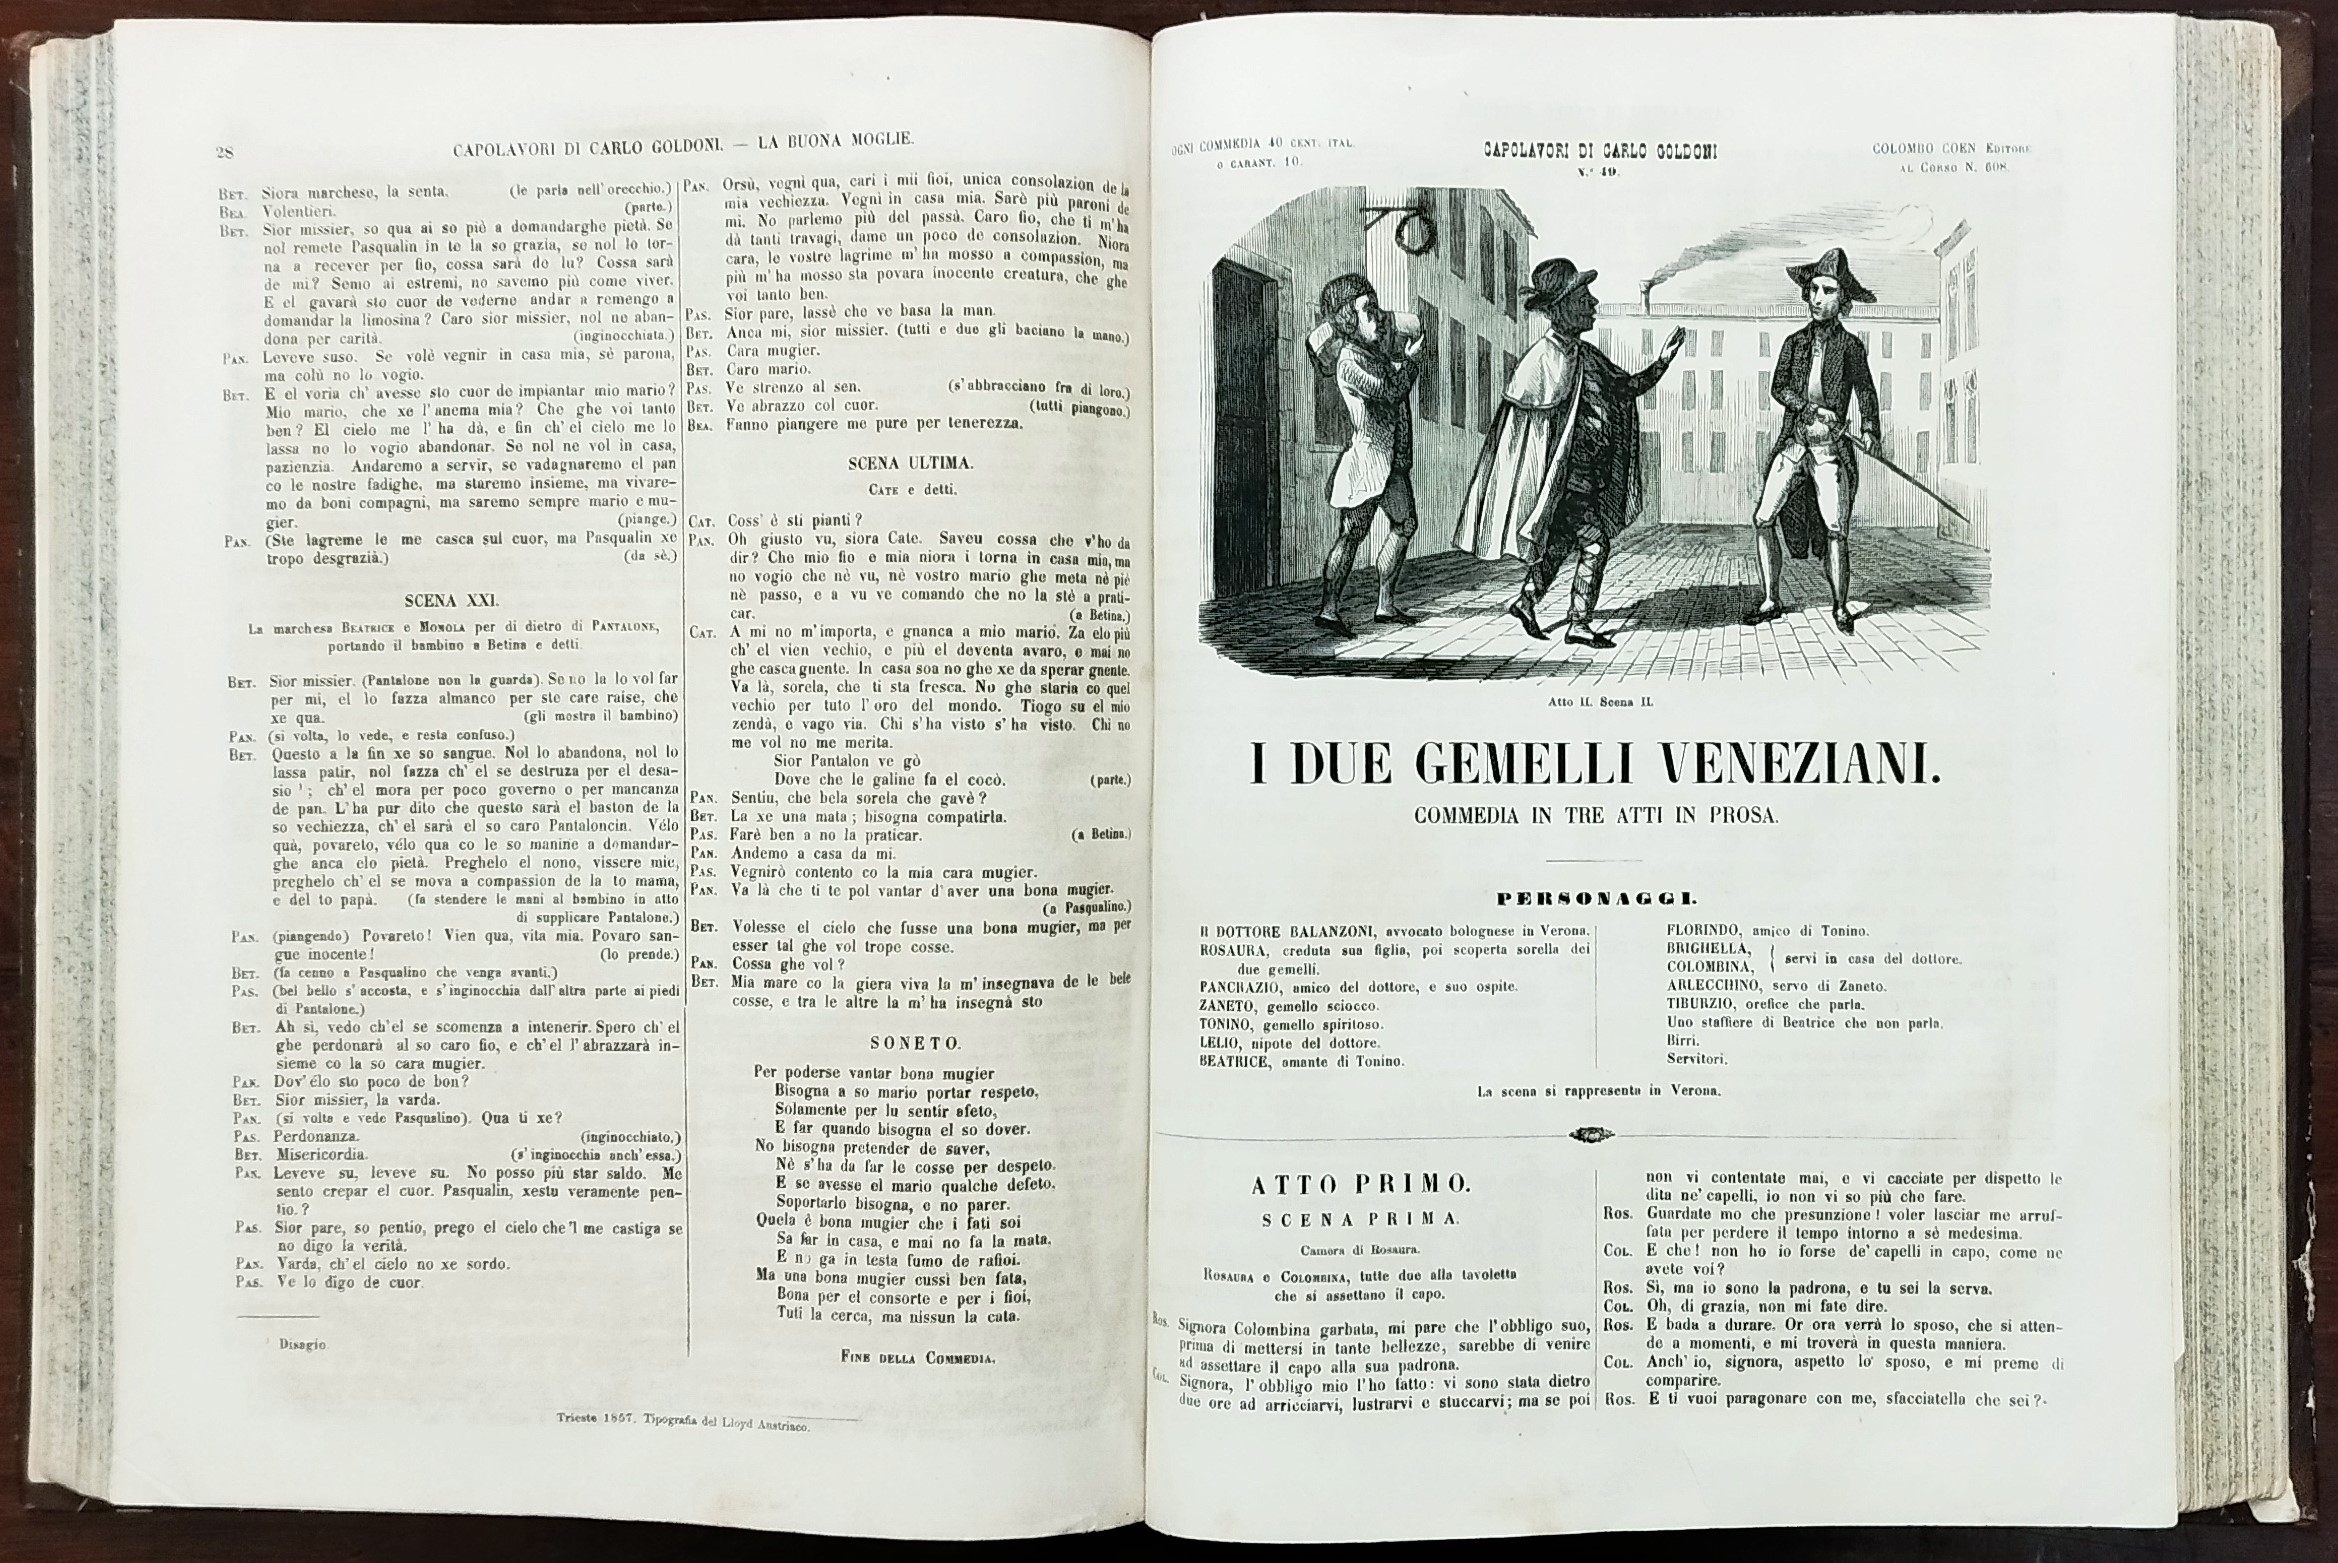 28
CAPOLAVORI DI CARLO GOLDONI. — LA BUONA MOGLIE.
BET. Siora marchese, la senta. (le parla nell'orecchio.)
BEA. Volentieri. (parte.)
BET. Sior missier, so qua ai so piè a domandarghe pietà. Se
nol remete Pasqualin in te la so grazia, se nol lo tor-
na a recever per fio, cossa sarà de lu? Cossa sarà
de mi? Semo ai estremi, no savemo più come viver.
E el gavarà sto cuor de vederne andar a remengo a
domandar la limosina? Caro sior missier, nol ne aban-
dona per carità. (inginocchiata.)
PAN. Leveve suso. Se volè vegnir in casa mia, sè parona,
ma colù no lo vogio.
BET. E el voria ch'avesse sto cuor de impiantar mio mario?
Mio mario, che xe l'anema mia? Che ghe voi tanto
ben? El cielo me l'ha dà, e fin ch'el cielo me lo
lassa no lo vogio abandonar. Se nol ne vol in casa,
pazienzia. Andaremo a servir, se vadagnaremo el pan
co le nostre fadighe, ma staremo insieme, ma vivare-
mo da boni compagni, ma saremo sempre mario e mu-
gier. (piange.)
PAN. (Ste lagreme le me casca sul cuor, ma Pasqualin xe
tropo desgrazià.) (da sè.)
SCENA XXI.
La marchesa BEATRICE e MOMOLA per di dietro di PANTALONE,
portando il bambino a Betina e detti.
BET. Sior missier. (Pantalone non la guarda). Se no la lo vol far
per mi, el lo fazza almanco per ste care raise, che
xe qua. (gli mostra il bambino)
PAN. (si volta, lo vede, e resta confuso.)
BET. Questo a la fin xe so sangue. Nol lo abandona, nol lo
lassa patir, nol fazza ch'el se destruza per el desa-
sio ¹; ch'el mora per poco governo o per mancanza
de pan. L'ha pur dito che questo sarà el baston de la
so vechiezza, ch'el sarà el so caro Pantaloncin. Vélo
quà, povareto, vélo qua co le so manine a domandar-
ghe anca elo pietà. Preghelo el nono, vissere mie,
preghelo ch'el se mova a compassion de la to mama,
e del to papà. (fa stendere le mani al bambino in atto
di supplicare Pantalone.)
PAN. (piangendo) Povareto! Vien qua, vita mia. Povaro san-
gue inocente! (lo prende.)
BET. (fa cenno a Pasqualino che venga avanti.)
PAS. (bel bello s'accosta, e s'inginocchia dall'altra parte ai piedi
di Pantalone.)
BET. Ah sì, vedo ch'el se scomenza a intenerir. Spero ch'el
ghe perdonarà al so caro fio, e ch'el l'abrazzarà in-
sieme co la so cara mugier.
PAN. Dov'élo sto poco de bon?
BET. Sior missier, la varda.
PAN. (si volta e vede Pasqualino). Qua ti xe?
PAS. Perdonanza. (inginocchiato.)
BET. Misericordia. (s'inginocchia anch'essa.)
PAN. Leveve su, leveve su. No posso più star saldo. Me
sento crepar el cuor. Pasqualin, xestu veramente pen-
tio.?
PAS. Sior pare, so pentio, prego el cielo che'l me castiga se
no digo la verità.
PAN. Varda, ch'el cielo no xe sordo.
PAS. Ve lo digo de cuor.
¹ Disagio.
PAN. Orsù, vegnì qua, cari i mii fioi, unica consolazion de la
mia vechiezza. Vegnì in casa mia. Sarè più paroni de
mi. No parlemo più del passà. Caro fio, che ti m'ha
dà tanti travagi, dame un poco de consolazion. Niora
cara, le vostre lagrime m'ha mosso a compassion, ma
più m'ha mosso sta povara inocente creatura, che ghe
voi tanto ben.
PAS. Sior pare, lassè che ve basa la man.
BET. Anca mi, sior missier. (tutti e due gli baciano la mano.)
PAS. Cara mugier.
BET. Caro mario.
PAS. Ve strenzo al sen. (s'abbracciano fra di loro.)
BET. Ve abrazzo col cuor. (tutti piangono.)
BEA. Fanno piangere me pure per tenerezza.
SCENA ULTIMA.
CATE e detti.
CAT. Coss'è sti pianti?
PAN. Oh giusto vu, siora Cate. Saveu cossa che v'ho da
dir? Che mio fio e mia niora i torna in casa mia, ma
no vogio che nè vu, nè vostro mario ghe meta nè piè
nè passo, e a vu ve comando che no la stè a prati-
car. (a Betina.)
CAT. A mi no m'importa, e gnanca a mio mario. Za elo più
ch'el vien vechio, e più el deventa avaro, e mai no
ghe casca gnente. In casa soa no ghe xe da sperar gnente.
Va là, sorela, che ti sta fresca. No ghe staria co quel
vechio per tuto l'oro del mondo. Tiogo su el mio
zendà, e vago via. Chi s'ha visto s'ha visto. Chi no
me vol no me merita.
Sior Pantalon ve gò
Dove che le galine fa el cocò. (parte.)
PAN. Sentiu, che bela sorela che gavè?
BET. La xe una mata; bisogna compatirla.
PAS. Farè ben a no la praticar. (a Betina.)
PAN. Andemo a casa da mi.
PAS. Vegnirò contento co la mia cara mugier.
PAN. Va là che ti te pol vantar d'aver una bona mugier.
(a Pasqualino.)
BET. Volesse el cielo che fusse una bona mugier, ma per
esser tal ghe vol trope cosse.
PAN. Cossa ghe vol?
BET. Mia mare co la giera viva la m'insegnava de le bele
cosse, e tra le altre la m'ha insegnà sto
SONETO.
Per poderse vantar bona mugier
Bisogna a so mario portar respeto,
Solamente per lu sentir afeto,
E far quando bisogna el so dover.
No bisogna pretender de saver,
Nè s'ha da far le cosse per despeto.
E se avesse el mario qualche defeto,
Soportarlo bisogna, e no parer.
Quela è bona mugier che i fati soi
Sa far in casa, e mai no fa la mata,
E no ga in testa fumo de rafioi.
Ma una bona mugier cussì ben fata,
Bona per el consorte e per i fioi,
Tuti la cerca, ma nissun la cata.
FINE DELLA COMMEDIA.
Trieste 1857. Tipografia del Lloyd Austriaco.
OGNI COMMEDIA 40 CENT. ITAL.
O CARANT. 10.
CAPOLAVORI DI CARLO GOLDONI
N.° 49.
COLOMBO COEN EDITORE
AL CORSO N. 608.
Atto II. Scena II.
I DUE GEMELLI VENEZIANI.
COMMEDIA IN TRE ATTI IN PROSA.
PERSONAGGI.
Il DOTTORE BALANZONI, avvocato bolognese in Verona.
ROSAURA, creduta sua figlia, poi scoperta sorella dei
due gemelli.
PANCRAZIO, amico del dottore, e suo ospite.
ZANETO, gemello sciocco.
TONINO, gemello spiritoso.
LELIO, nipote del dottore.
BEATRICE, amante di Tonino.
FLORINDO, amico di Tonino.
BRIGHELLA,
COLOMBINA, } servi in casa del dottore.
ARLECCHINO, servo di Zaneto.
TIBURZIO, orefice che parla.
Uno staffiere di Beatrice che non parla.
Birri.
Servitori.
La scena si rappresenta in Verona.
ATTO PRIMO.
SCENA PRIMA.
Camera di Rosaura.
ROSAURA e COLOMBINA, tutte due alla tavoletta
che si assettano il capo.
ROS. Signora Colombina garbata, mi pare che l'obbligo suo,
prima di mettersi in tante bellezze, sarebbe di venire
ad assettare il capo alla sua padrona.
COL. Signora, l'obbligo mio l'ho fatto: vi sono stata dietro
due ore ad arricciarvi, lustrarvi e stuccarvi; ma se poi
non vi contentate mai, e vi cacciate per dispetto le
dita ne' capelli, io non vi so più che fare.
ROS. Guardate mo che presunzione! voler lasciar me arruf-
fata per perdere il tempo intorno a sè medesima.
COL. E che! non ho io forse de' capelli in capo, come ne
avete voi?
ROS. Sì, ma io sono la padrona, e tu sei la serva.
COL. Oh, di grazia, non mi fate dire.
ROS. E bada a durare. Or ora verrà lo sposo, che si atten-
de a momenti, e mi troverà in questa maniera.
COL. Anch'io, signora, aspetto lo sposo, e mi preme di
comparire.
ROS. E ti vuoi paragonare con me, sfacciatella che sei?